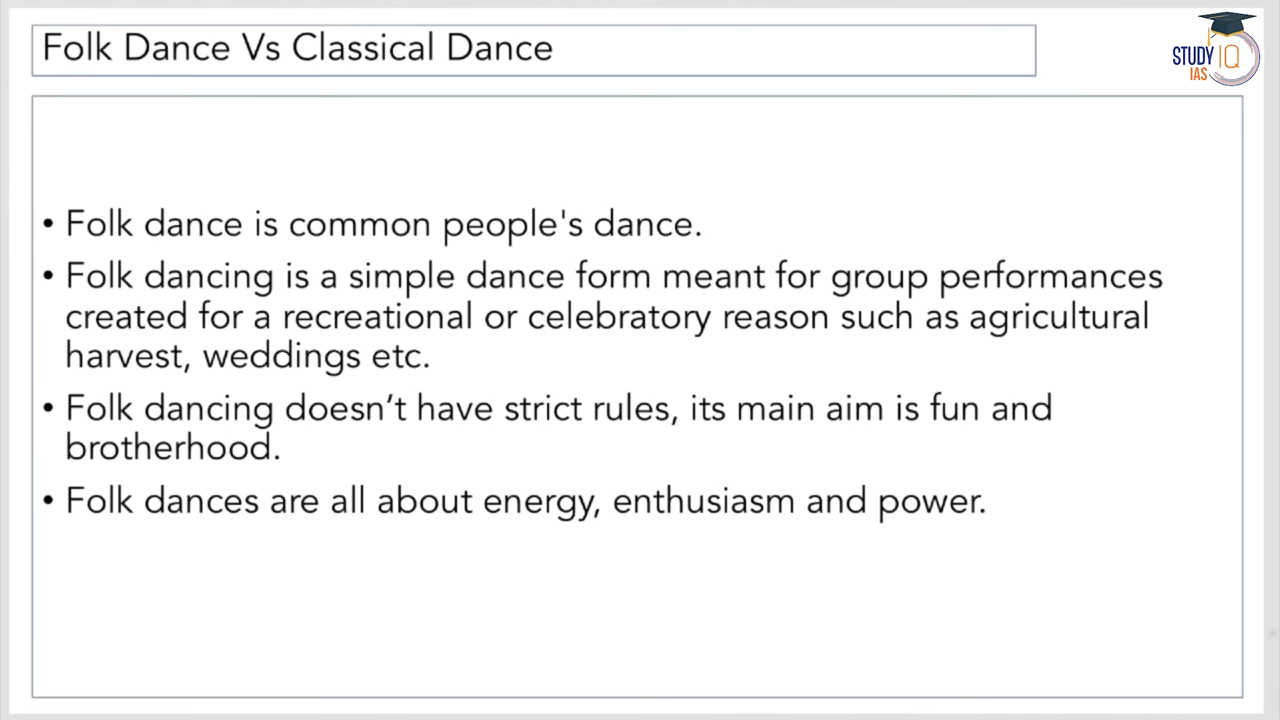 Folk Dance Vs Classical Dance
STUDY IQ
IAS
• Folk dance is common people's dance.
• Folk dancing is a simple dance form meant for group performances
created for a recreational or celebratory reason such as agricultural
harvest, weddings etc.
• Folk dancing doesn’t have strict rules, its main aim is fun and
brotherhood.
• Folk dances are all about energy, enthusiasm and power.